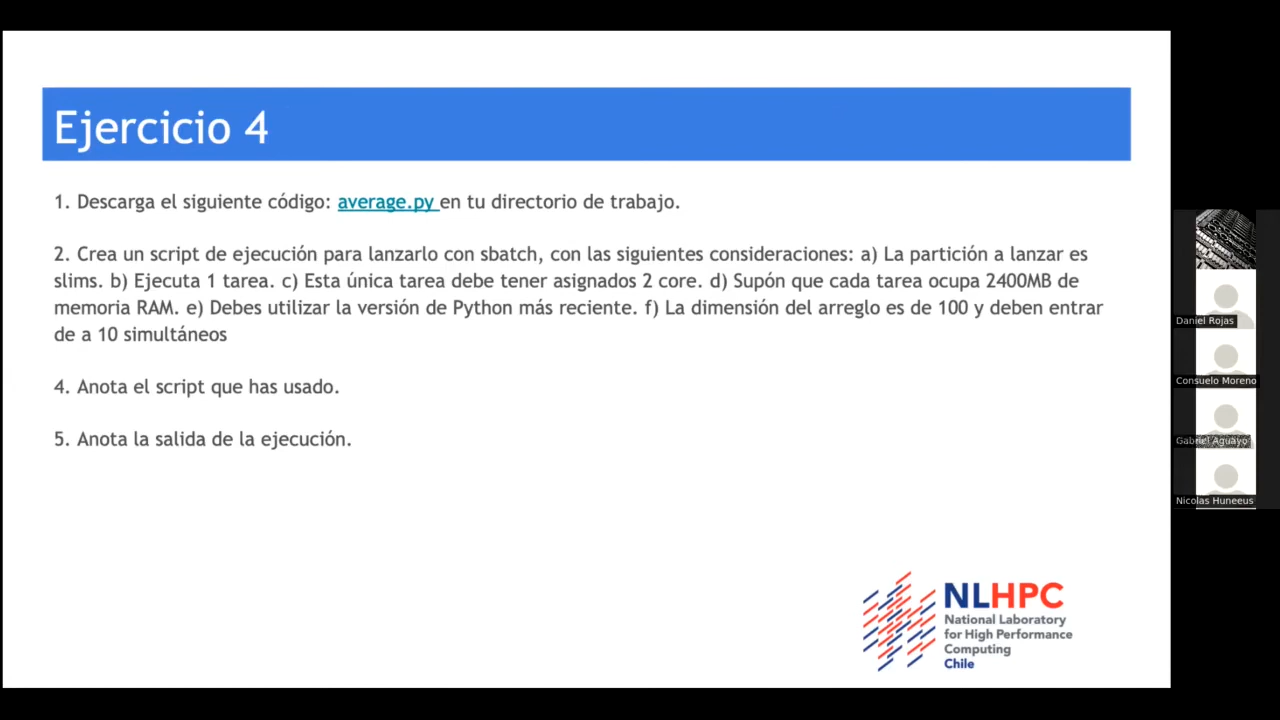 Ejercicio 4
1. Descarga el siguiente código: average.py en tu directorio de trabajo.
2. Crea un script de ejecución para lanzarlo con sbatch, con las siguientes consideraciones: a) La partición a lanzar es
slims. b) Ejecuta 1 tarea. c) Esta única tarea debe tener asignados 2 core. d) Supón que cada tarea ocupa 2400MB de
memoria RAM. e) Debes utilizar la versión de Python más reciente. f) La dimensión del arreglo es de 100 y deben entrar
de a 10 simultáneos
4. Anota el script que has usado.
5. Anota la salida de la ejecución.
NLHPC
National Laboratory
for High Performance
Computing
Chile
Daniel Rojas
Consuelo Moreno
Gabriel Aguayo
Nicolas Huneeus